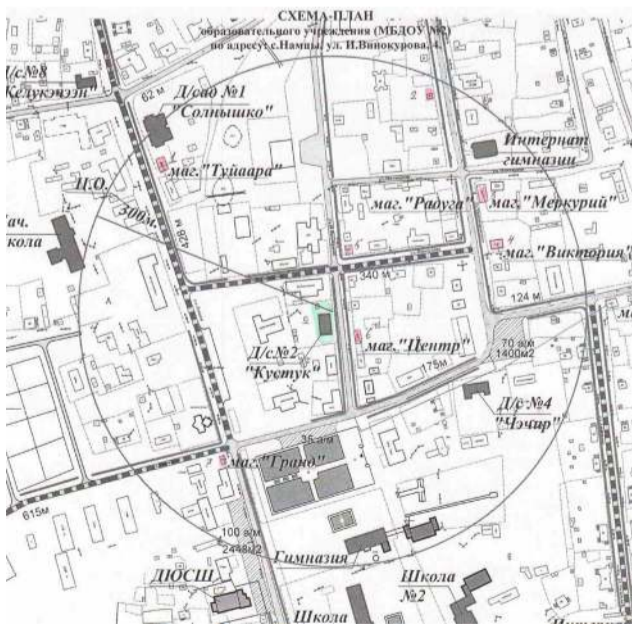 СХЕМА-ПЛАН
образовательного учреждения (МБДОУ №2)
по адресу: с.Намцы, ул. И.Винокурова, 4.
Д/с№8
62 м
Д/сад №1
"Солнышко"
маг."Туйаара"
Ц.О.
500м.
428 м
Интернат
гимназии
маг."Радуга"
маг."Меркурий"
маг."Виктория"
340 м
124 м
Д/с№2
"Кустук"
маг."Центр"
70 а/м
1400м2
175м
Д/с №4
"Чэчир"
35 а/м
маг."Гранд"
615м
100 а/м
2448м2
Гимназия
ДЮСШ
Школа
№2
Школа